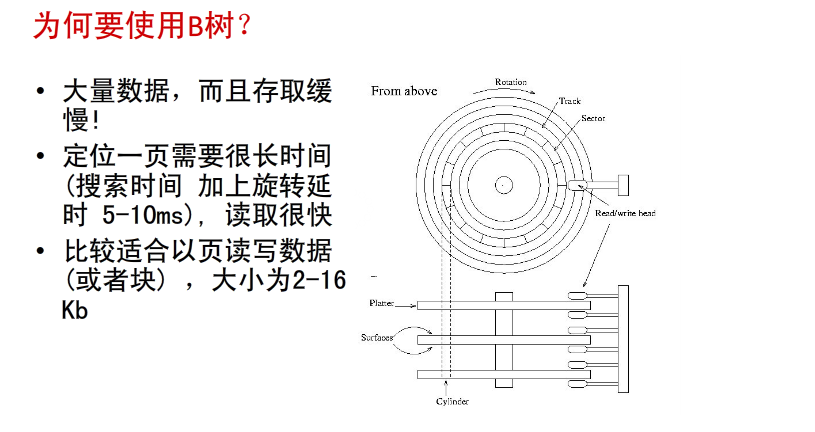 为何要使用B树？
• 大量数据，而且存取缓
慢!
• 定位一页需要很长时间
(搜索时间 加上旋转延
时 5-10ms), 读取很快
• 比较适合以页读写数据
(或者块) ，大小为2-16
Kb
From above
Rotation
Track
Sector
Read/write head
Platter
Surfaces
Cylinder